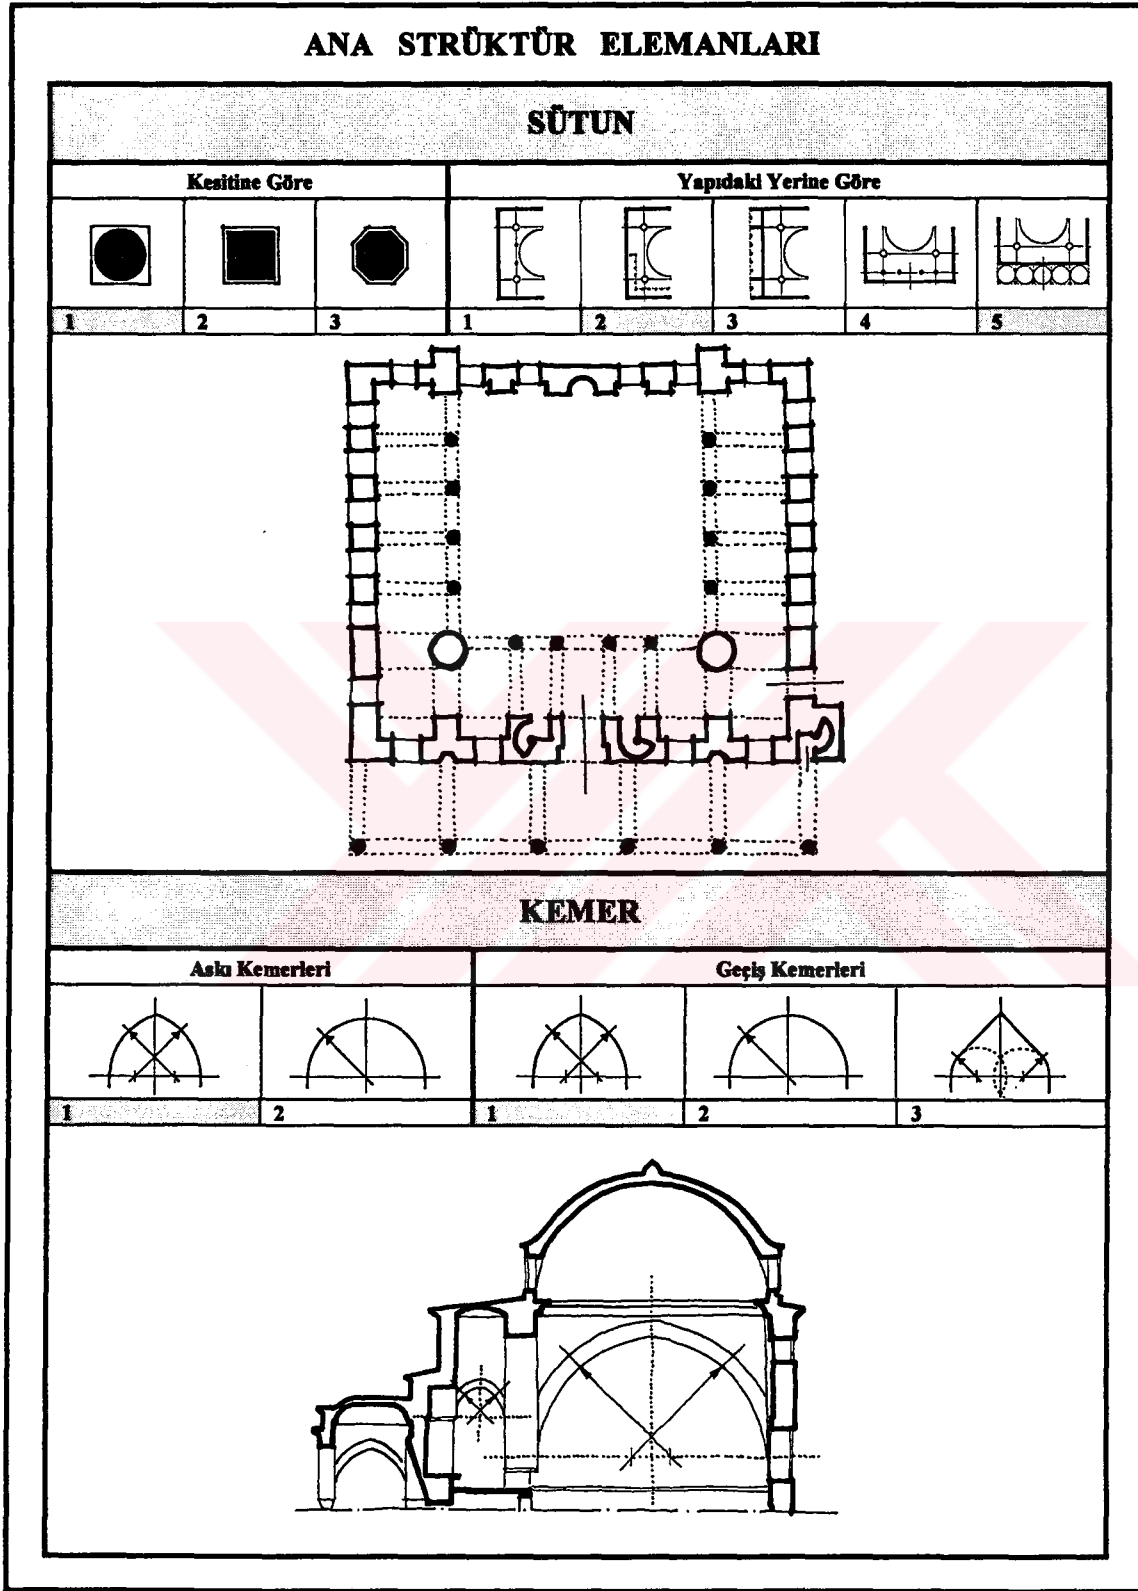 ANA STRÜKTÜR ELEMANLARI
SÜTUN
Kesitine Göre
Yapıdaki Yerine Göre
1 2 3 1 2 3 4 5
KEMER
Askı Kemerleri
Geçiş Kemerleri
1 2 1 2 3